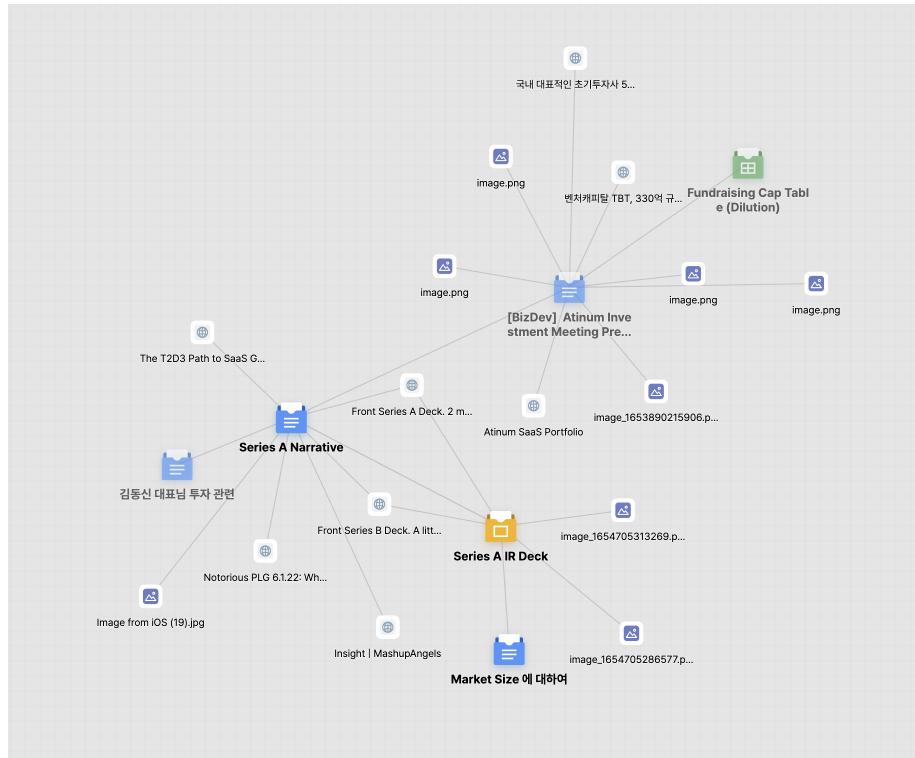 국내 대표적인 초기투자사 5...
image.png
벤처캐피탈 TBT, 330억 규...
Fundraising Cap Tabl
e (Dilution)
image.png
image.png
image.png
[BizDev] Atinum Inve
stment Meeting Pre...
The T2D3 Path to SaaS G...
Front Series A Deck. 2 m...
Atinum SaaS Portfolio
image_1653890215906.p...
Series A Narrative
김동신 대표님 투자 관련
Front Series B Deck. A litt...
image_1654705313269.p...
Series A IR Deck
Notorious PLG 6.1.22: Wh...
Image from iOS (19).jpg
Insight | MashupAngels
image_1654705286577.p...
Market Size 에 대하여